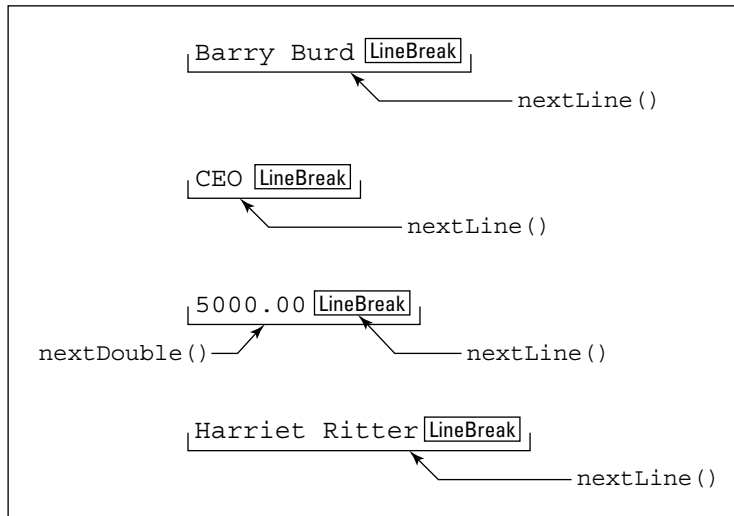 Barry Burd LineBreak
nextLine()
CEO LineBreak
nextLine()
5000.00 LineBreak
nextDouble() nextLine()
Harriet Ritter LineBreak
nextLine()